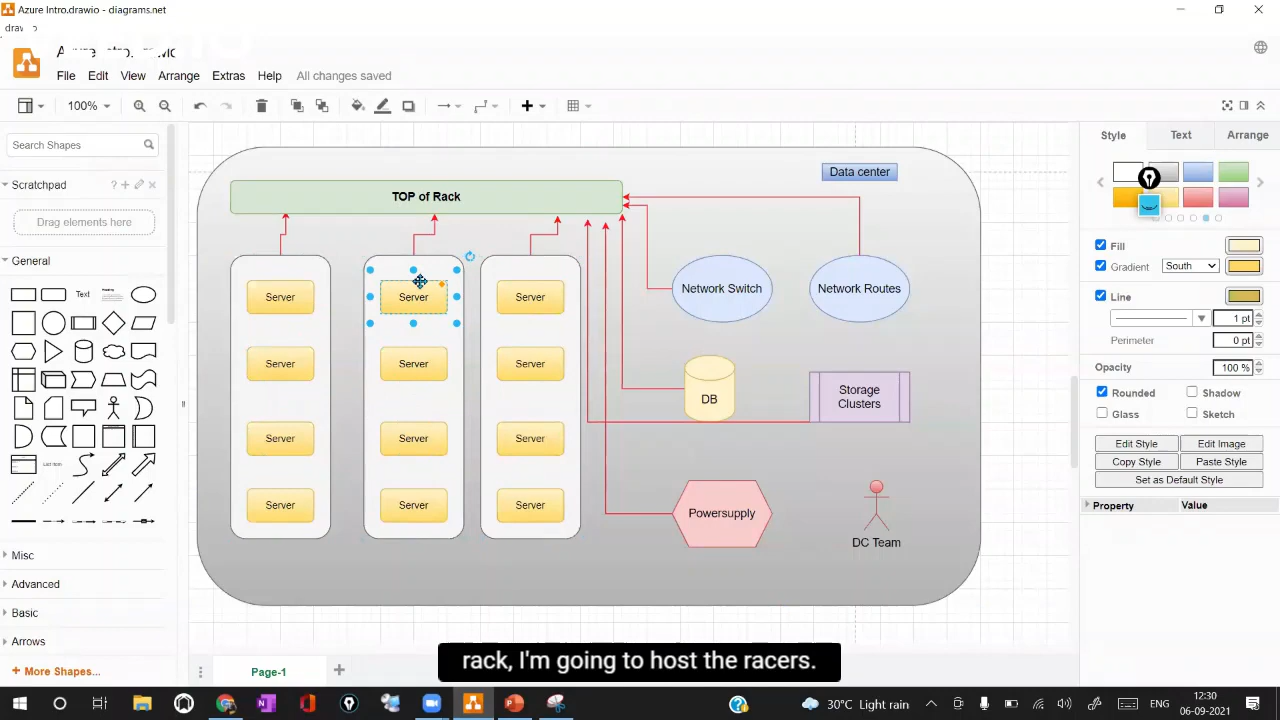 Azure Intro.drawio - diagrams.net
File Edit View Arrange Extras Help All changes saved
100%
Search Shapes
Scratchpad
Drag elements here
General
Text
Heading
List Item
Misc
Advanced
Basic
Arrows
+ More Shapes...
Data center
TOP of Rack
Server Server Server
Server Server Server
Server Server Server
Server Server Server
Network Switch
Network Routes
DB
Storage
Clusters
Powersupply
DC Team
Style Text Arrange
Fill
Gradient South
Line
1 pt
Perimeter 0 pt
Opacity 100 %
Rounded Shadow
Glass Sketch
Edit Style Edit Image
Copy Style Paste Style
Set as Default Style
Property Value
rack, I'm going to host the racers.
Page-1
30°C Light rain
ENG
12:30
06-09-2021